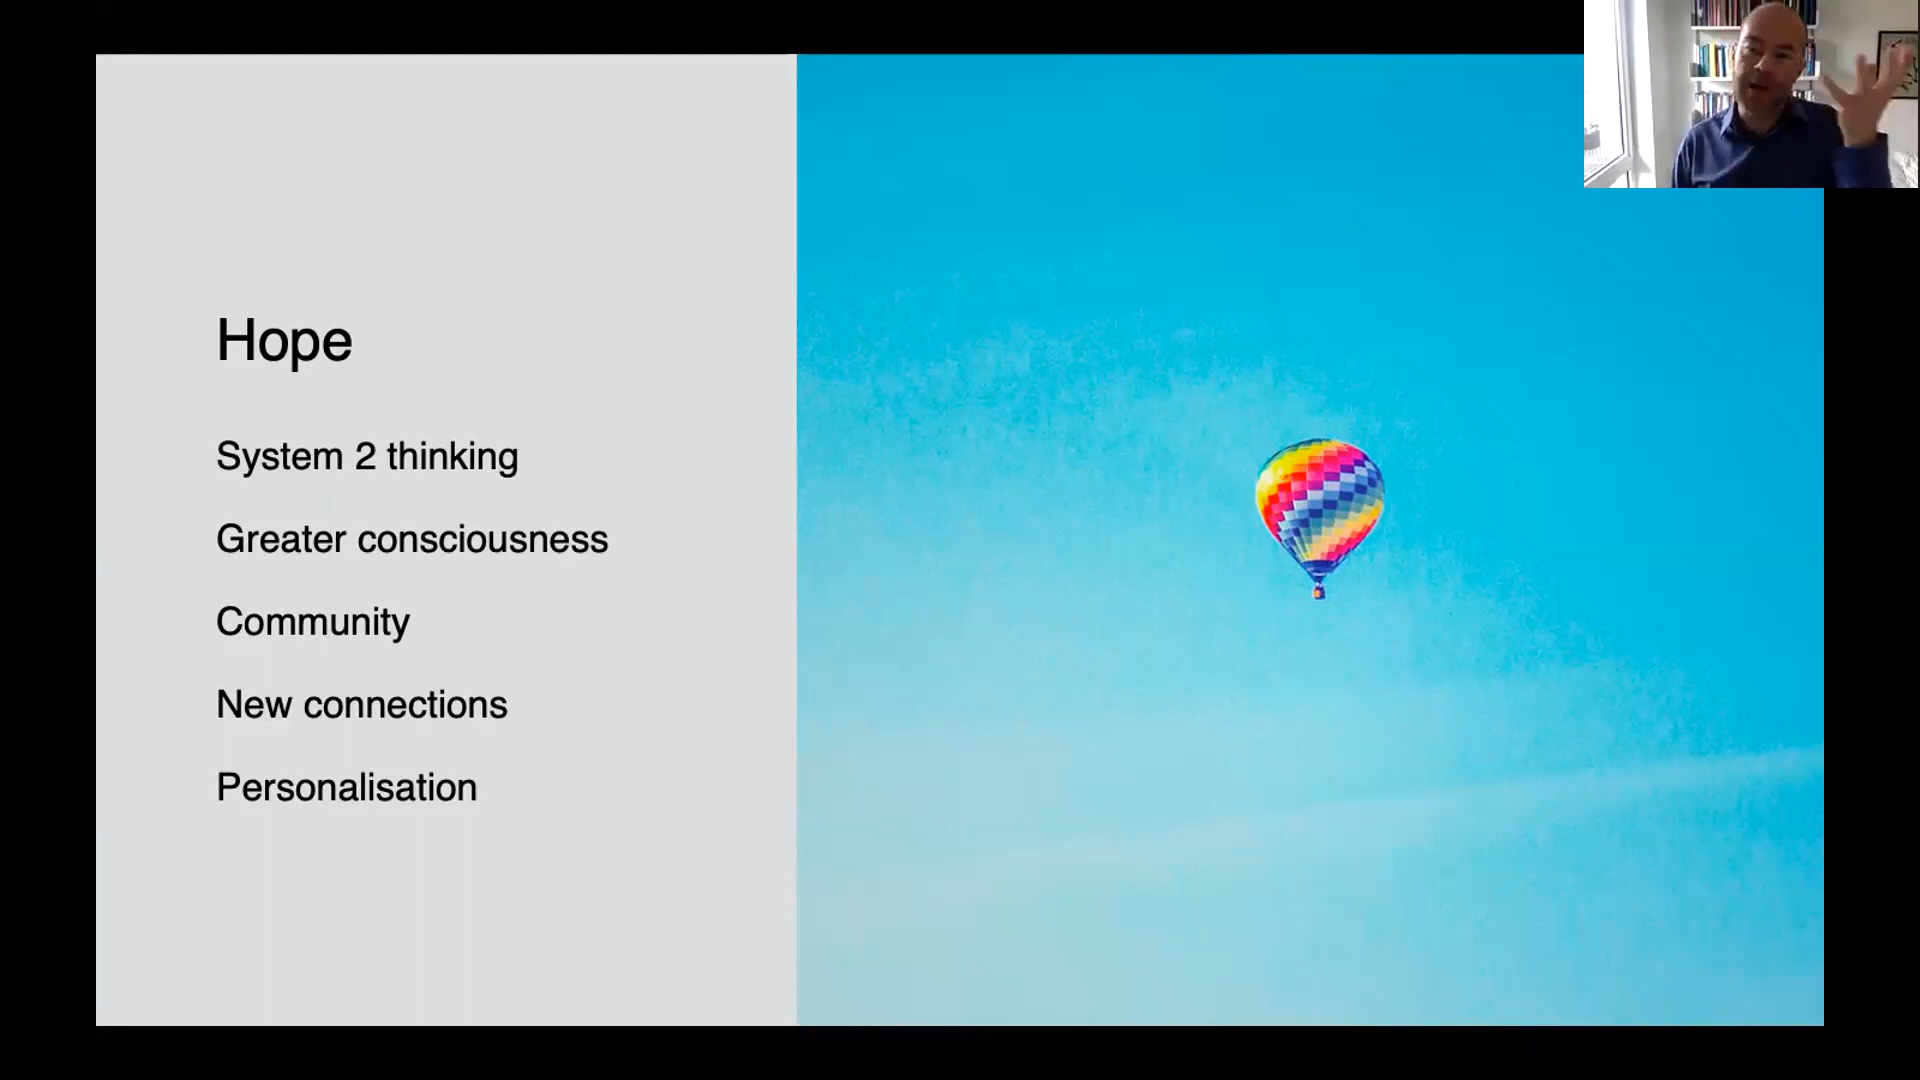 Hope
System 2 thinking
Greater consciousness
Community
New connections
Personalisation